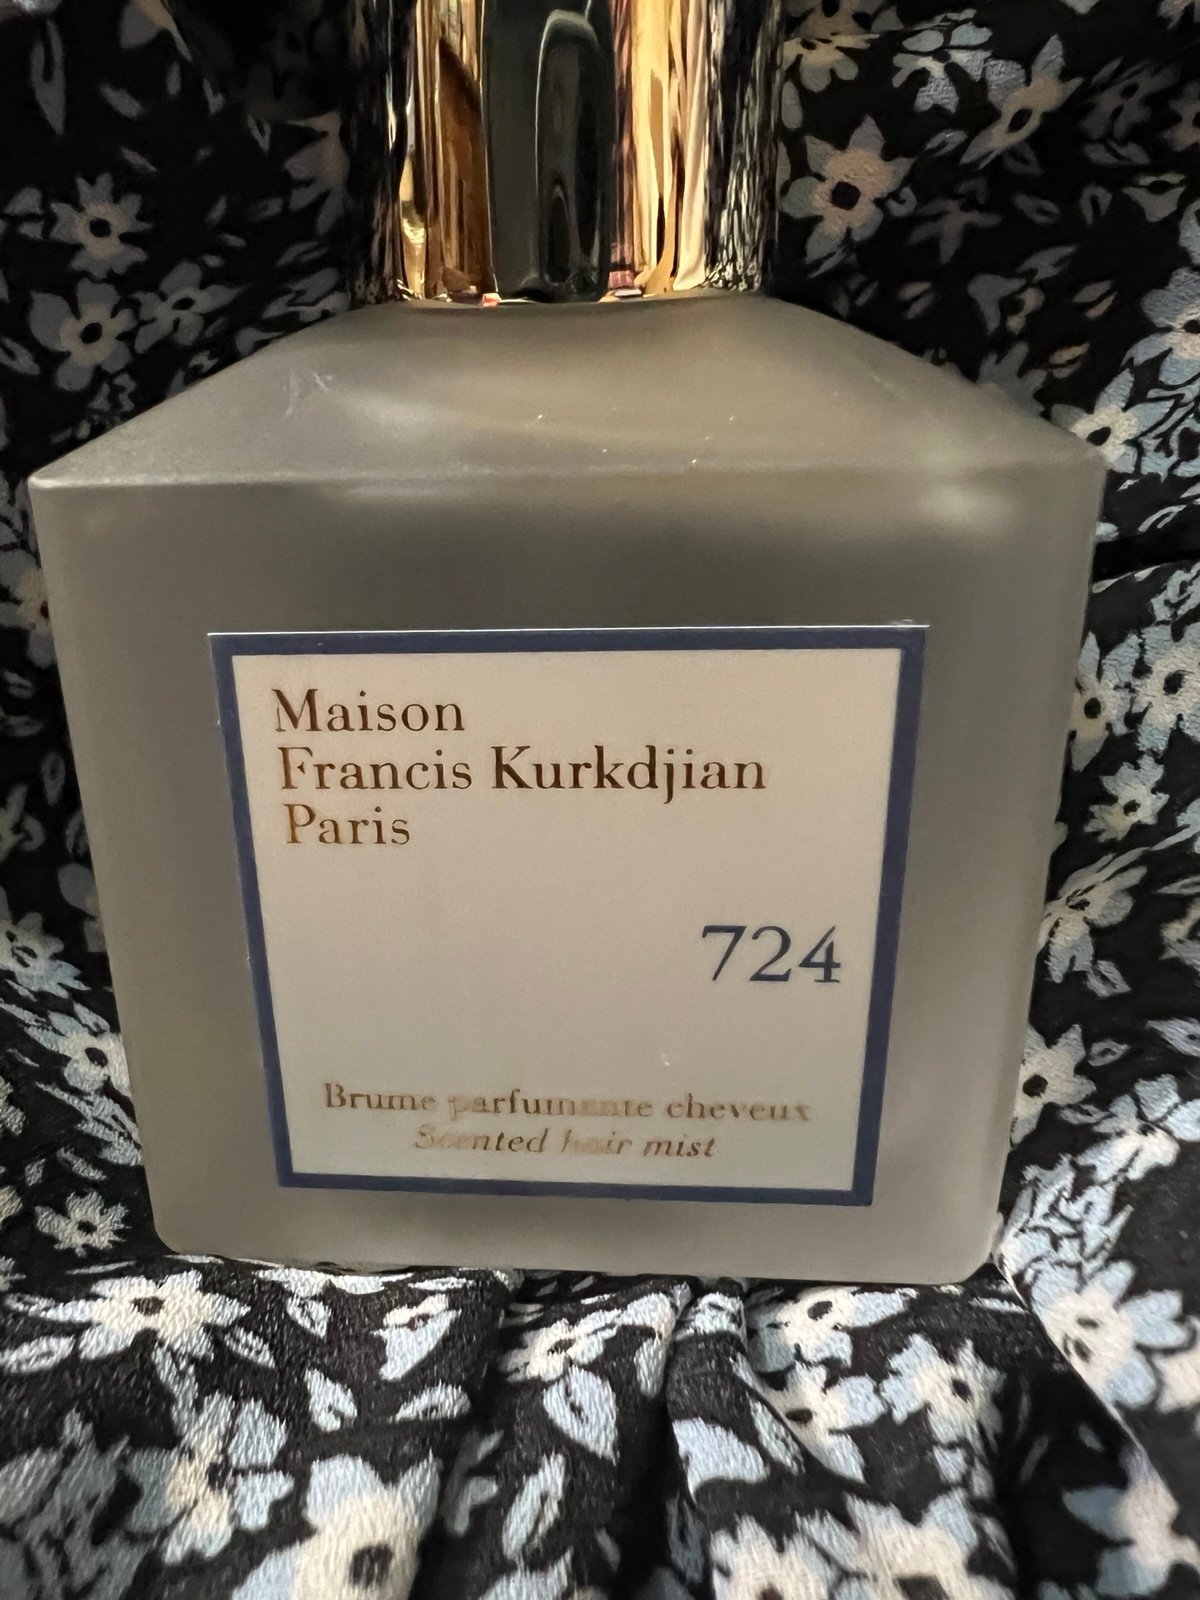 Maison
Francis Kurkdjian
Paris
724
Brume parfumante cheveux
Scented hair mist